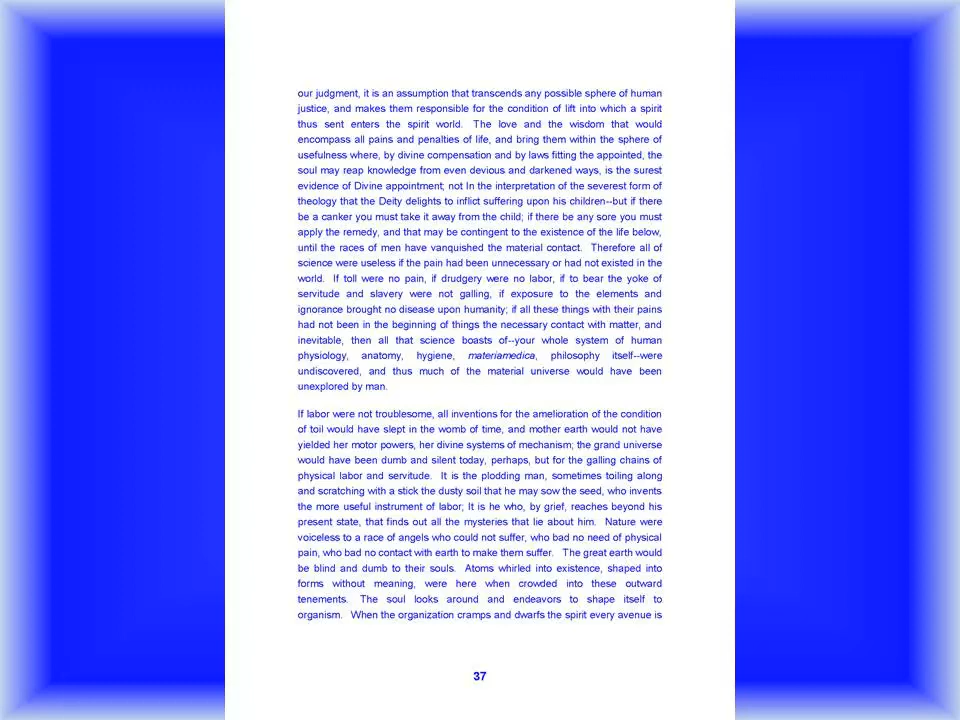 our judgment, it is an assumption that transcends any possible sphere of human
justice, and makes them responsible for the condition of lift into which a spirit
thus sent enters the spirit world. The love and the wisdom that would
encompass all pains and penalties of life, and bring them within the sphere of
usefulness where, by divine compensation and by laws fitting the appointed, the
soul may reap knowledge from even devious and darkened ways, is the surest
evidence of Divine appointment; not In the interpretation of the severest form of
theology that the Deity delights to inflict suffering upon his children--but if there
be a canker you must take it away from the child; if there be any sore you must
apply the remedy, and that may be contingent to the existence of the life below,
until the races of men have vanquished the material contact. Therefore all of
science were useless if the pain had been unnecessary or had not existed in the
world. If toll were no pain, if drudgery were no labor, if to bear the yoke of
servitude and slavery were not galling, if exposure to the elements and
ignorance brought no disease upon humanity; if all these things with their pains
had not been in the beginning of things the necessary contact with matter, and
inevitable, then all that science boasts of--your whole system of human
physiology, anatomy, hygiene, materiamedica, philosophy itself--were
undiscovered, and thus much of the material universe would have been
unexplored by man.
If labor were not troublesome, all inventions for the amelioration of the condition
of toil would have slept in the womb of time, and mother earth would not have
yielded her motor powers, her divine systems of mechanism; the grand universe
would have been dumb and silent today, perhaps, but for the galling chains of
physical labor and servitude. It is the plodding man, sometimes toiling along
and scratching with a stick the dusty soil that he may sow the seed, who invents
the more useful instrument of labor; It is he who, by grief, reaches beyond his
present state, that finds out all the mysteries that lie about him. Nature were
voiceless to a race of angels who could not suffer, who bad no need of physical
pain, who bad no contact with earth to make them suffer. The great earth would
be blind and dumb to their souls. Atoms whirled into existence, shaped into
forms without meaning, were here when crowded into these outward
tenements. The soul looks around and endeavors to shape itself to
organism. When the organization cramps and dwarfs the spirit every avenue is
37